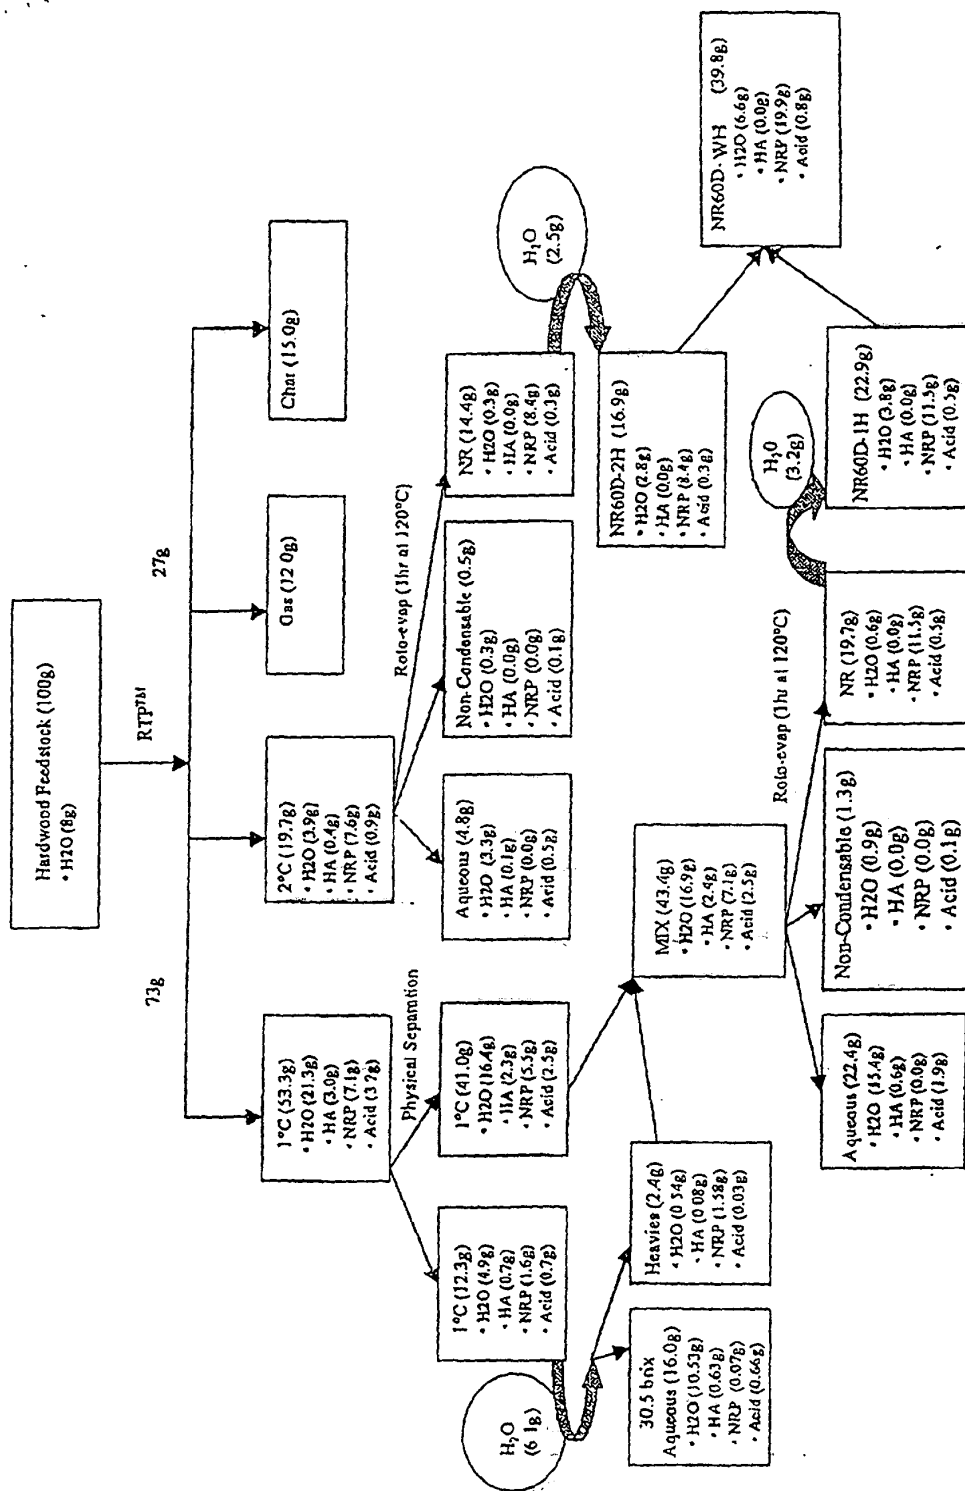 Hardwood Feedstock (100g)
• H2O (8g)
RTP™
73g
27g
1°C (53.3g)
• H2O (21.3g)
• HA (3.0g)
• NRP (7.1g)
• Acid (3.7g)
2°C (19.7g)
• H2O (3.9g)
• HA (0.4g)
• NRP (7.6g)
• Acid (0.9g)
Gas (12.0g)
Char (15.0g)
Physical Separation
Roto-evap (1hr at 120°C)
1°C (12.3g)
• H2O (4.9g)
• HA (0.7g)
• NRP (1.6g)
• Acid (0.7g)
1°C (41.0g)
• H2O (16.4g)
• HA (2.3g)
• NRP (5.5g)
• Acid (2.5g)
Aqueous (4.8g)
• H2O (3.3g)
• HA (0.1g)
• NRP (0.0g)
• Acid (0.5g)
Non-Condensable (0.5g)
• H2O (0.3g)
• HA (0.0g)
• NRP (0.0g)
• Acid (0.1g)
NR (14.4g)
• H2O (0.3g)
• HA (0.0g)
• NRP (8.4g)
• Acid (0.3g)
H2O
(6.1g)
H2O
(2.5g)
30.5 brix
Aqueous (16.0g)
• H2O (10.53g)
• HA (0.63g)
• NRP (0.07g)
• Acid (0.66g)
Heavies (2.4g)
• H2O (0.54g)
• HA (0.08g)
• NRP (1.58g)
• Acid (0.03g)
MIX (43.4g)
• H2O (16.9g)
• HA (2.4g)
• NRP (7.1g)
• Acid (2.5g)
NR60D-2H (16.9g)
• H2O (2.8g)
• HA (0.0g)
• NRP (8.4g)
• Acid (0.3g)
NR60D-WH (39.8g)
• H2O (6.6g)
• HA (0.0g)
• NRP (19.9g)
• Acid (0.8g)
Roto-evap (1hr at 120°C)
H2O
(3.2g)
Aqueous (22.4g)
• H2O (15.4g)
• HA (0.6g)
• NRP (0.0g)
• Acid (1.9g)
Non-Condensable (1.3g)
• H2O (0.9g)
• HA (0.0g)
• NRP (0.0g)
• Acid (0.1g)
NR (19.7g)
• H2O (0.6g)
• HA (0.0g)
• NRP (11.5g)
• Acid (0.5g)
NR60D-1H (22.9g)
• H2O (3.8g)
• HA (0.0g)
• NRP (11.5g)
• Acid (0.5g)